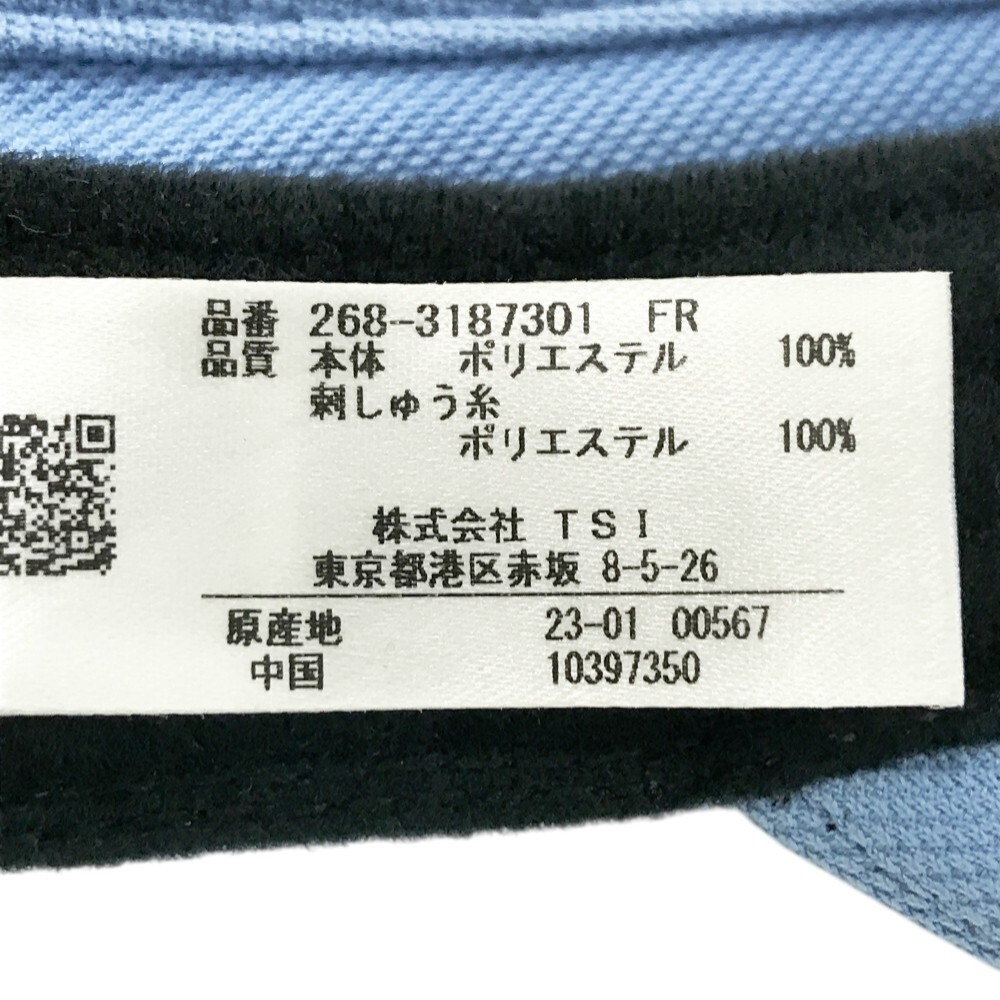 品番 268-3187301 FR
品質 本体 ポリエステル 100%
刺しゅう糸
ポリエステル 100%
株式会社 TSI
東京都港区赤坂 8-5-26
原産地 23-01 00567
中国 10397350